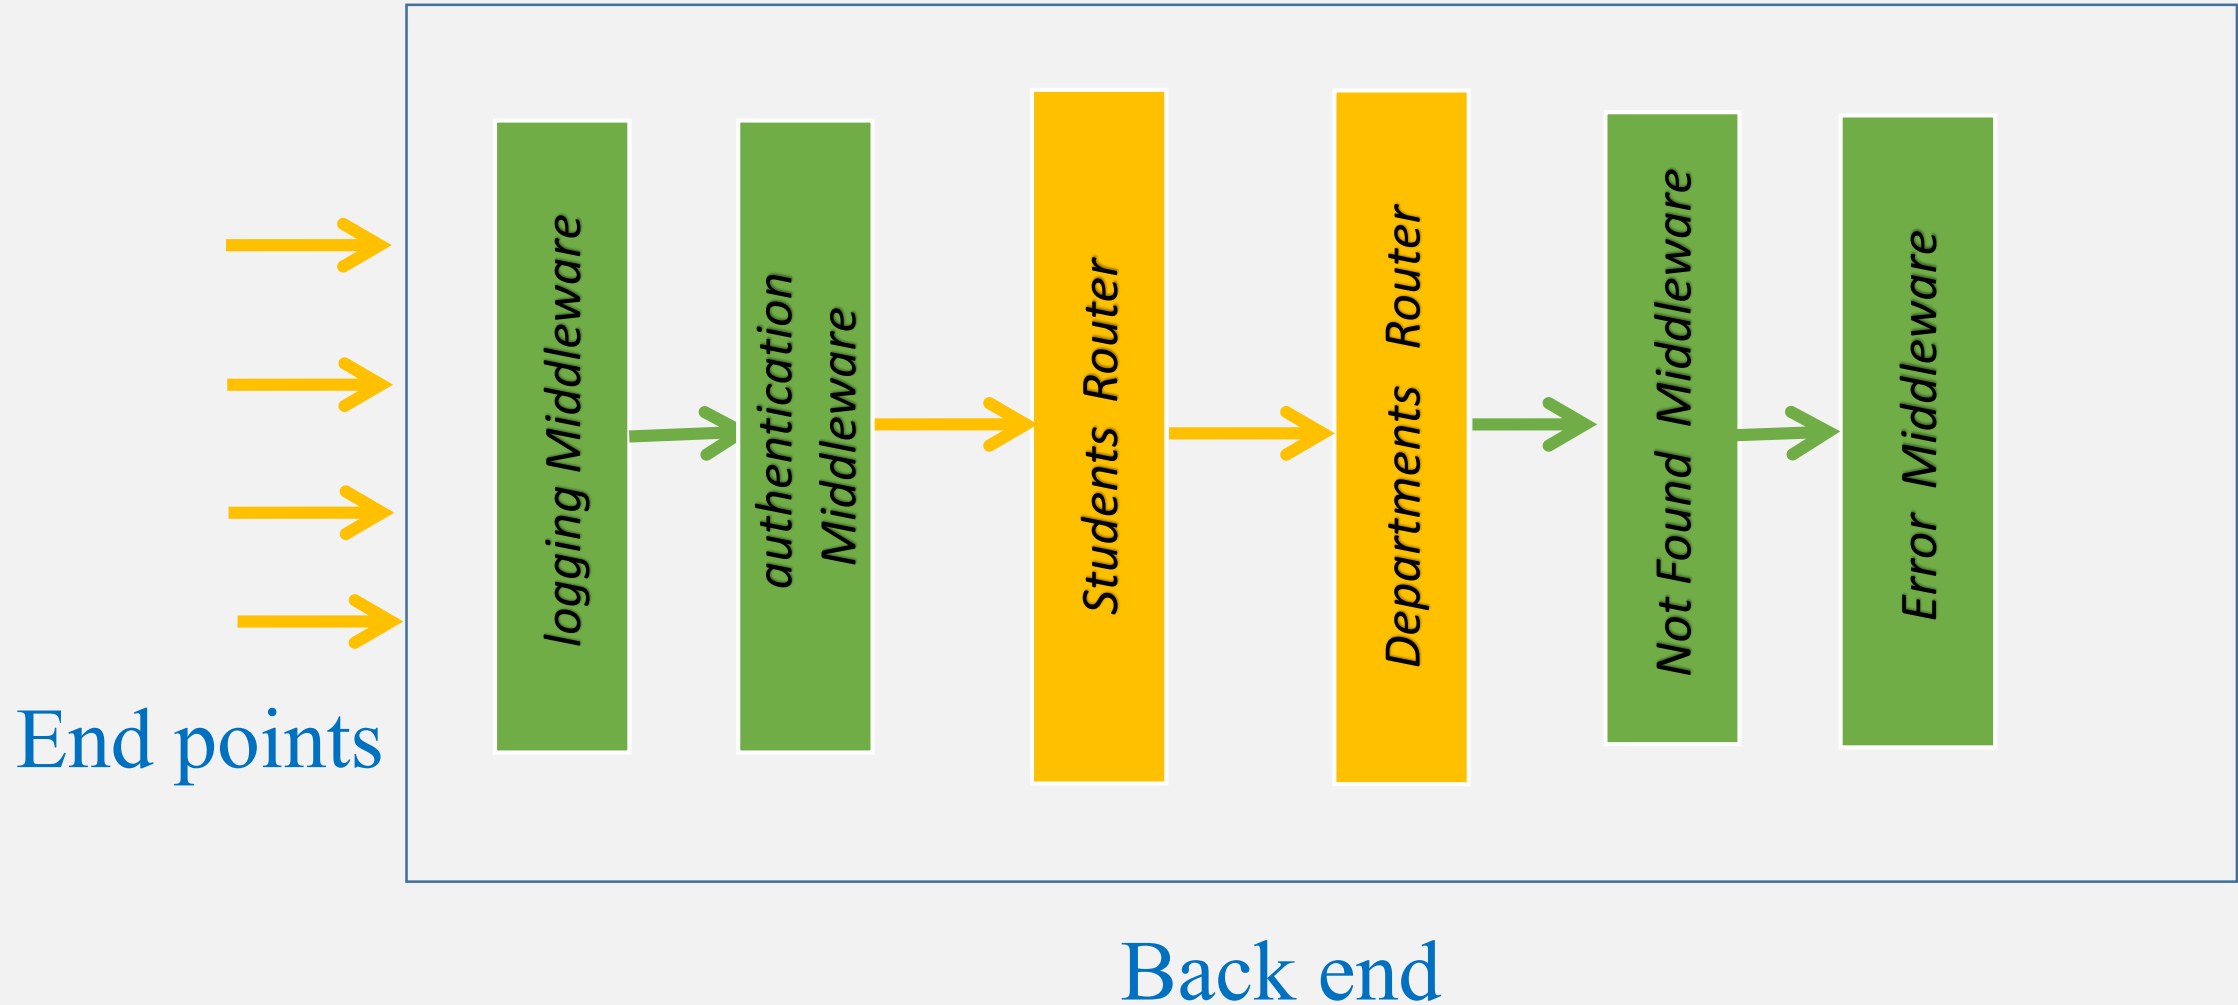 logging Middleware
authentication
Middleware
Students Router
Departments Router
Not Found Middleware
Error Middleware
End points
Back end